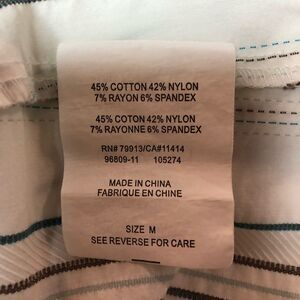 45% COTTON 42% NYLON
7% RAYON 6% SPANDEX
45% COTON 42% NYLON
7% RAYONNE 6% SPANDEX
RN# 79913/CA#11414
96809-11 105274
MADE IN CHINA
FABRIQUE EN CHINE
SIZE M
SEE REVERSE FOR CARE